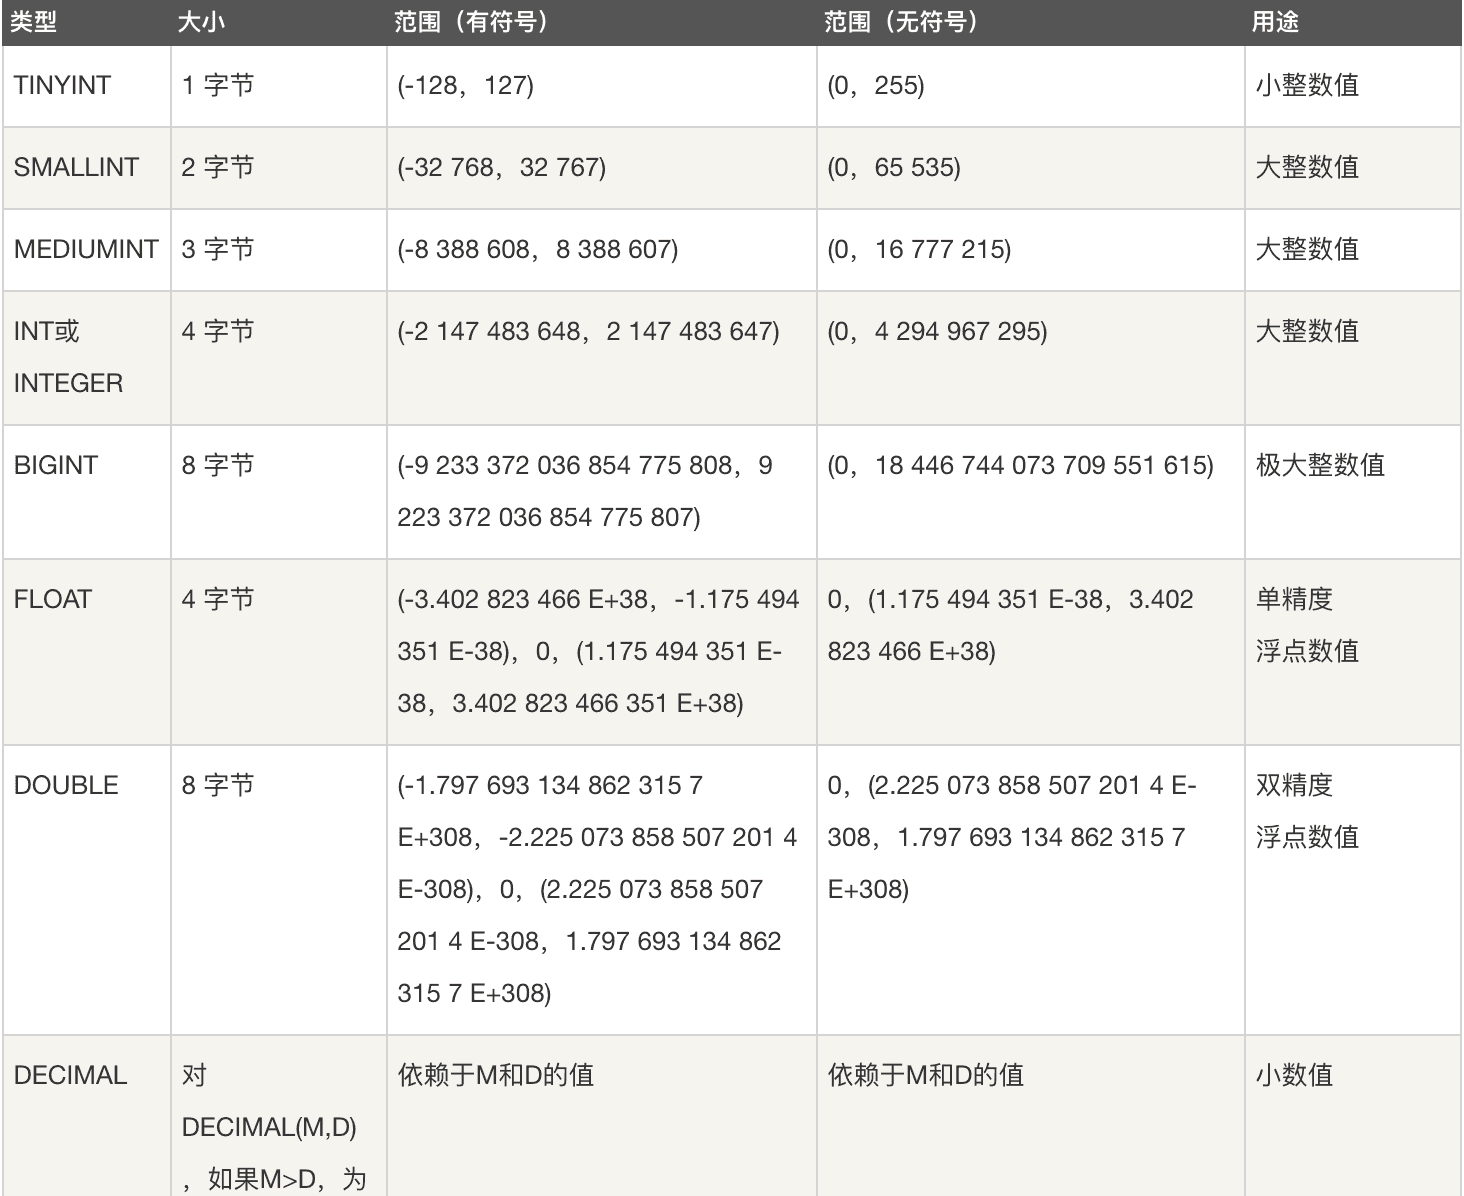 类型 大小 范围（有符号） 范围（无符号） 用途
TINYINT 1 字节 (-128，127) (0，255) 小整数值
SMALLINT 2 字节 (-32 768，32 767) (0，65 535) 大整数值
MEDIUMINT 3 字节 (-8 388 608，8 388 607) (0，16 777 215) 大整数值
INT或 4 字节 (-2 147 483 648，2 147 483 647) (0，4 294 967 295) 大整数值
INTEGER
BIGINT 8 字节 (-9 233 372 036 854 775 808，9 (0，18 446 744 073 709 551 615) 极大整数值
223 372 036 854 775 807)
FLOAT 4 字节 (-3.402 823 466 E+38，-1.175 494 0，(1.175 494 351 E-38，3.402 单精度
351 E-38)，0，(1.175 494 351 E- 823 466 E+38) 浮点数值
38，3.402 823 466 351 E+38)
DOUBLE 8 字节 (-1.797 693 134 862 315 7 0，(2.225 073 858 507 201 4 E- 双精度
E+308，-2.225 073 858 507 201 4 308，1.797 693 134 862 315 7 浮点数值
E-308)，0，(2.225 073 858 507 E+308)
201 4 E-308，1.797 693 134 862
315 7 E+308)
DECIMAL 对 依赖于M和D的值 依赖于M和D的值 小数值
DECIMAL(M,D)
，如果M>D，为